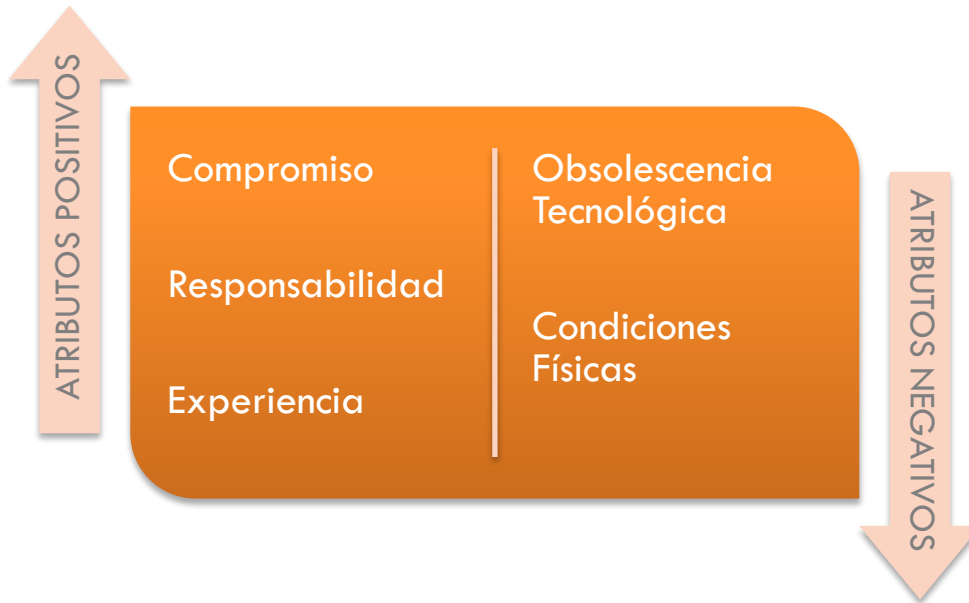 ATRIBUTOS POSITIVOS
Compromiso
Responsabilidad
Experiencia
Obsolescencia
Tecnológica
Condiciones
Físicas
ATRIBUTOS NEGATIVOS